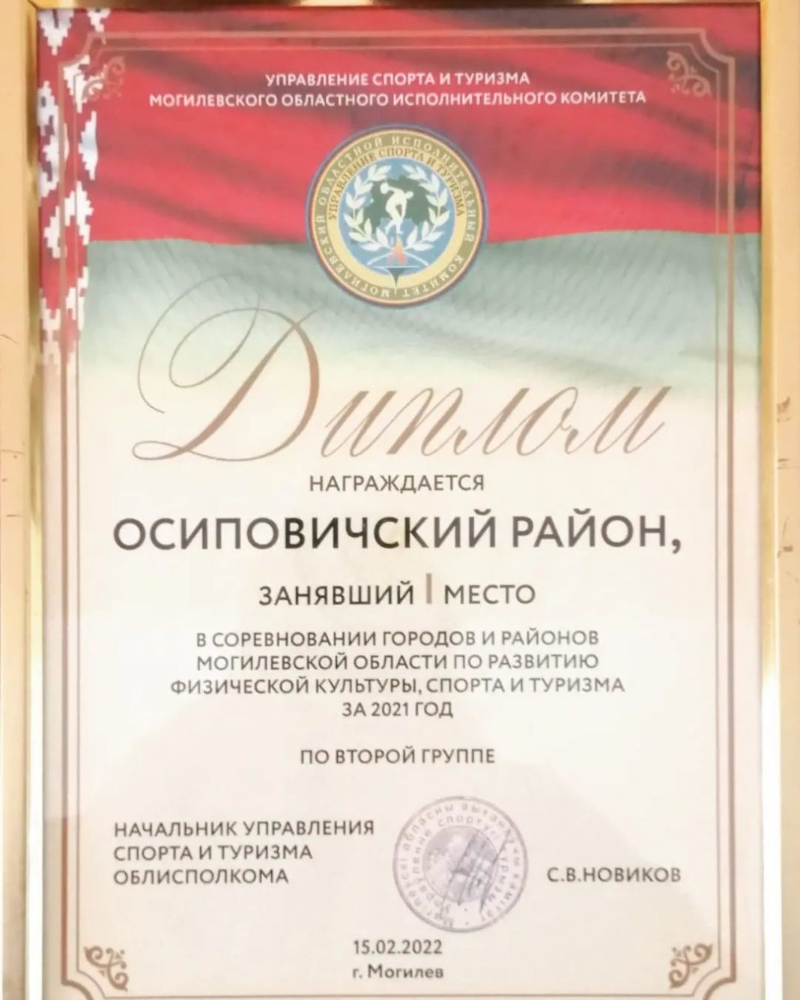 УПРАВЛЕНИЕ СПОРТА И ТУРИЗМА
МОГИЛЕВСКОГО ОБЛАСТНОГО ИСПОЛНИТЕЛЬНОГО КОМИТЕТА
МОГИЛЕВСКИЙ ОБЛАСТНОЙ ИСПОЛНИТЕЛЬНЫЙ КОМИТЕТ
УПРАВЛЕНИЕ СПОРТА И ТУРИЗМА
Диплом
НАГРАЖДАЕТСЯ
ОСИПОВИЧСКИЙ РАЙОН,
ЗАНЯВШИЙ I МЕСТО
В СОРЕВНОВАНИИ ГОРОДОВ И РАЙОНОВ
МОГИЛЕВСКОЙ ОБЛАСТИ ПО РАЗВИТИЮ
ФИЗИЧЕСКОЙ КУЛЬТУРЫ, СПОРТА И ТУРИЗМА
ЗА 2021 ГОД
ПО ВТОРОЙ ГРУППЕ
НАЧАЛЬНИК УПРАВЛЕНИЯ
СПОРТА И ТУРИЗМА
ОБЛИСПОЛКОМА
С.В.НОВИКОВ
15.02.2022
г. Могилев